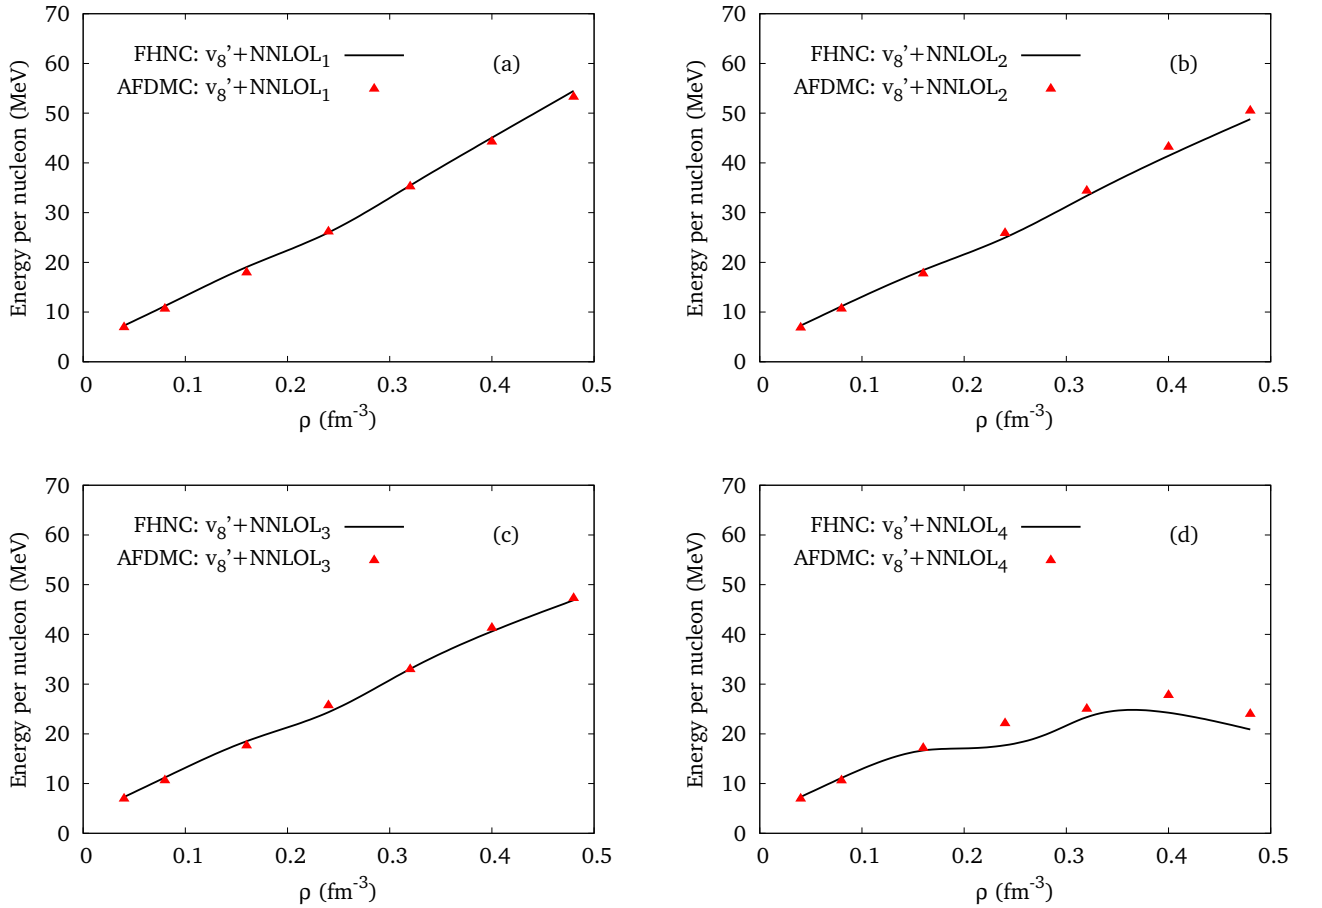 Energy per nucleon (MeV)
70
60
50
40
30
20
10
0
FHNC: v8'+NNLOL1
AFDMC: v8'+NNLOL1
(a)
0 0.1 0.2 0.3 0.4 0.5
ρ (fm-3)
Energy per nucleon (MeV)
70
60
50
40
30
20
10
0
FHNC: v8'+NNLOL2
AFDMC: v8'+NNLOL2
(b)
0 0.1 0.2 0.3 0.4 0.5
ρ (fm-3)
Energy per nucleon (MeV)
70
60
50
40
30
20
10
0
FHNC: v8'+NNLOL3
AFDMC: v8'+NNLOL3
(c)
0 0.1 0.2 0.3 0.4 0.5
ρ (fm-3)
Energy per nucleon (MeV)
70
60
50
40
30
20
10
0
FHNC: v8'+NNLOL4
AFDMC: v8'+NNLOL4
(d)
0 0.1 0.2 0.3 0.4 0.5
ρ (fm-3)